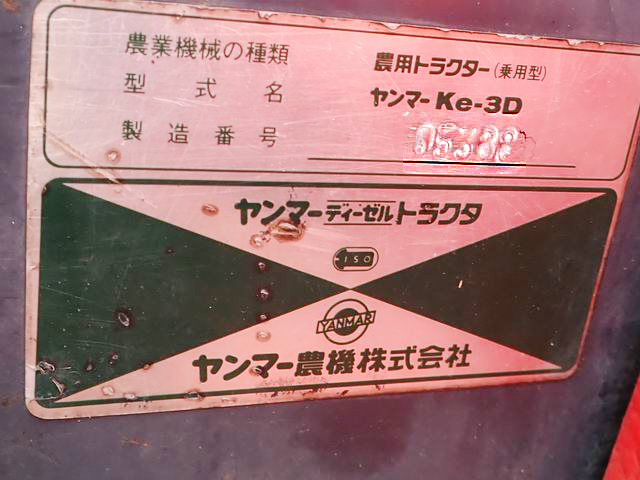 農業機械の種類 農用トラクター(乗用型)
型式名 ヤンマー Ke-3D
製造番号
ヤンマーディーゼルトラクタ
ISO
YANMAR
ヤンマー農機株式会社